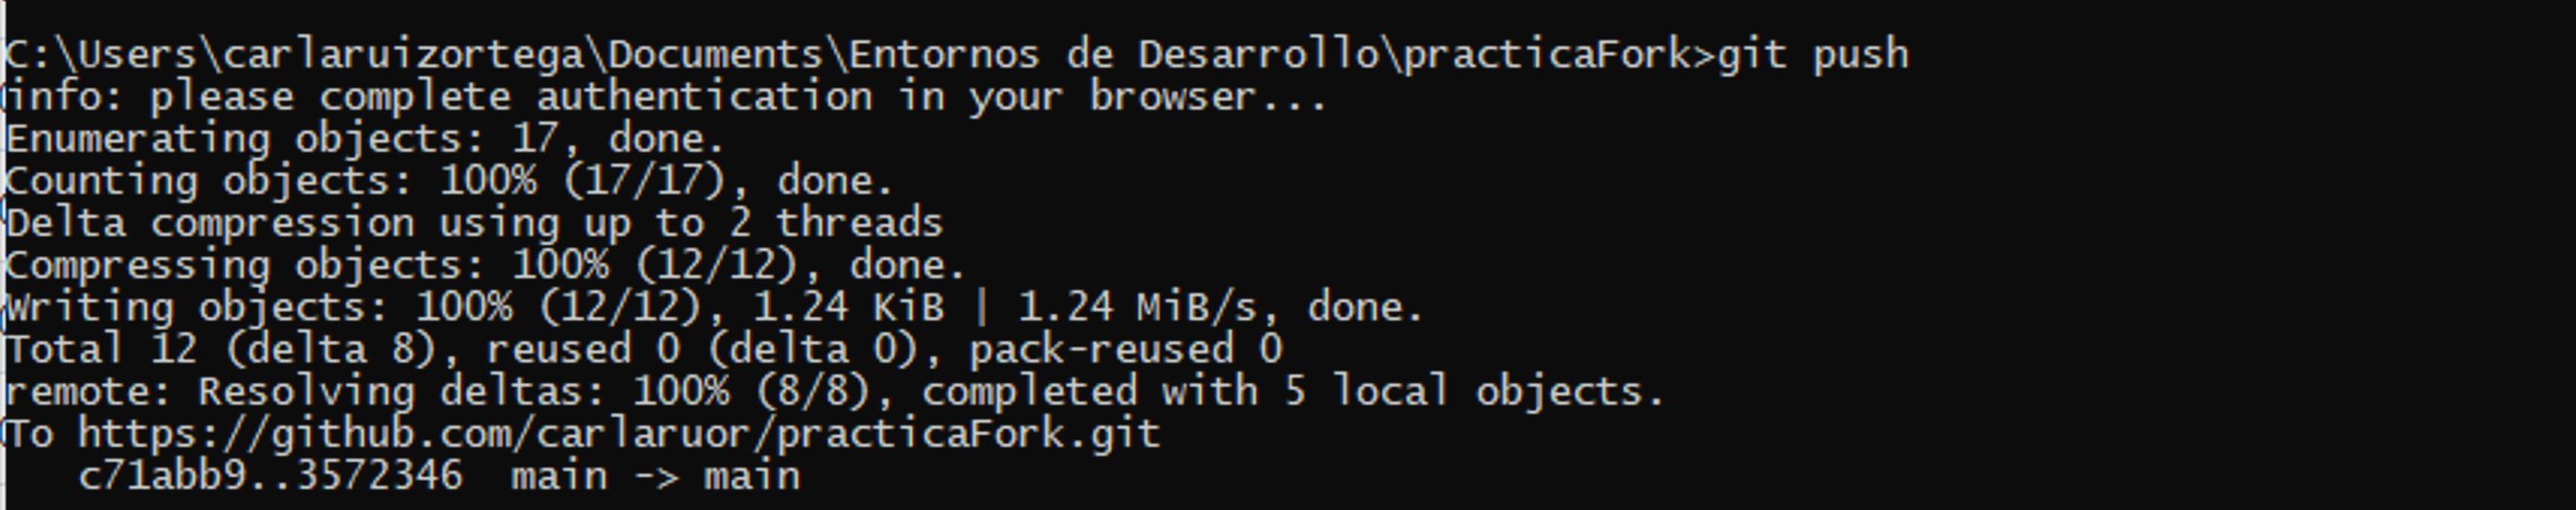 C:\Users\carlaruizortega\Documents\Entornos de Desarrollo\practicaFork>git push
info: please complete authentication in your browser...
Enumerating objects: 17, done.
Counting objects: 100% (17/17), done.
Delta compression using up to 2 threads
Compressing objects: 100% (12/12), done.
Writing objects: 100% (12/12), 1.24 KiB | 1.24 MiB/s, done.
Total 12 (delta 8), reused 0 (delta 0), pack-reused 0
remote: Resolving deltas: 100% (8/8), completed with 5 local objects.
To https://github.com/carlaruor/practicaFork.git
   c71abb9..3572346  main -> main